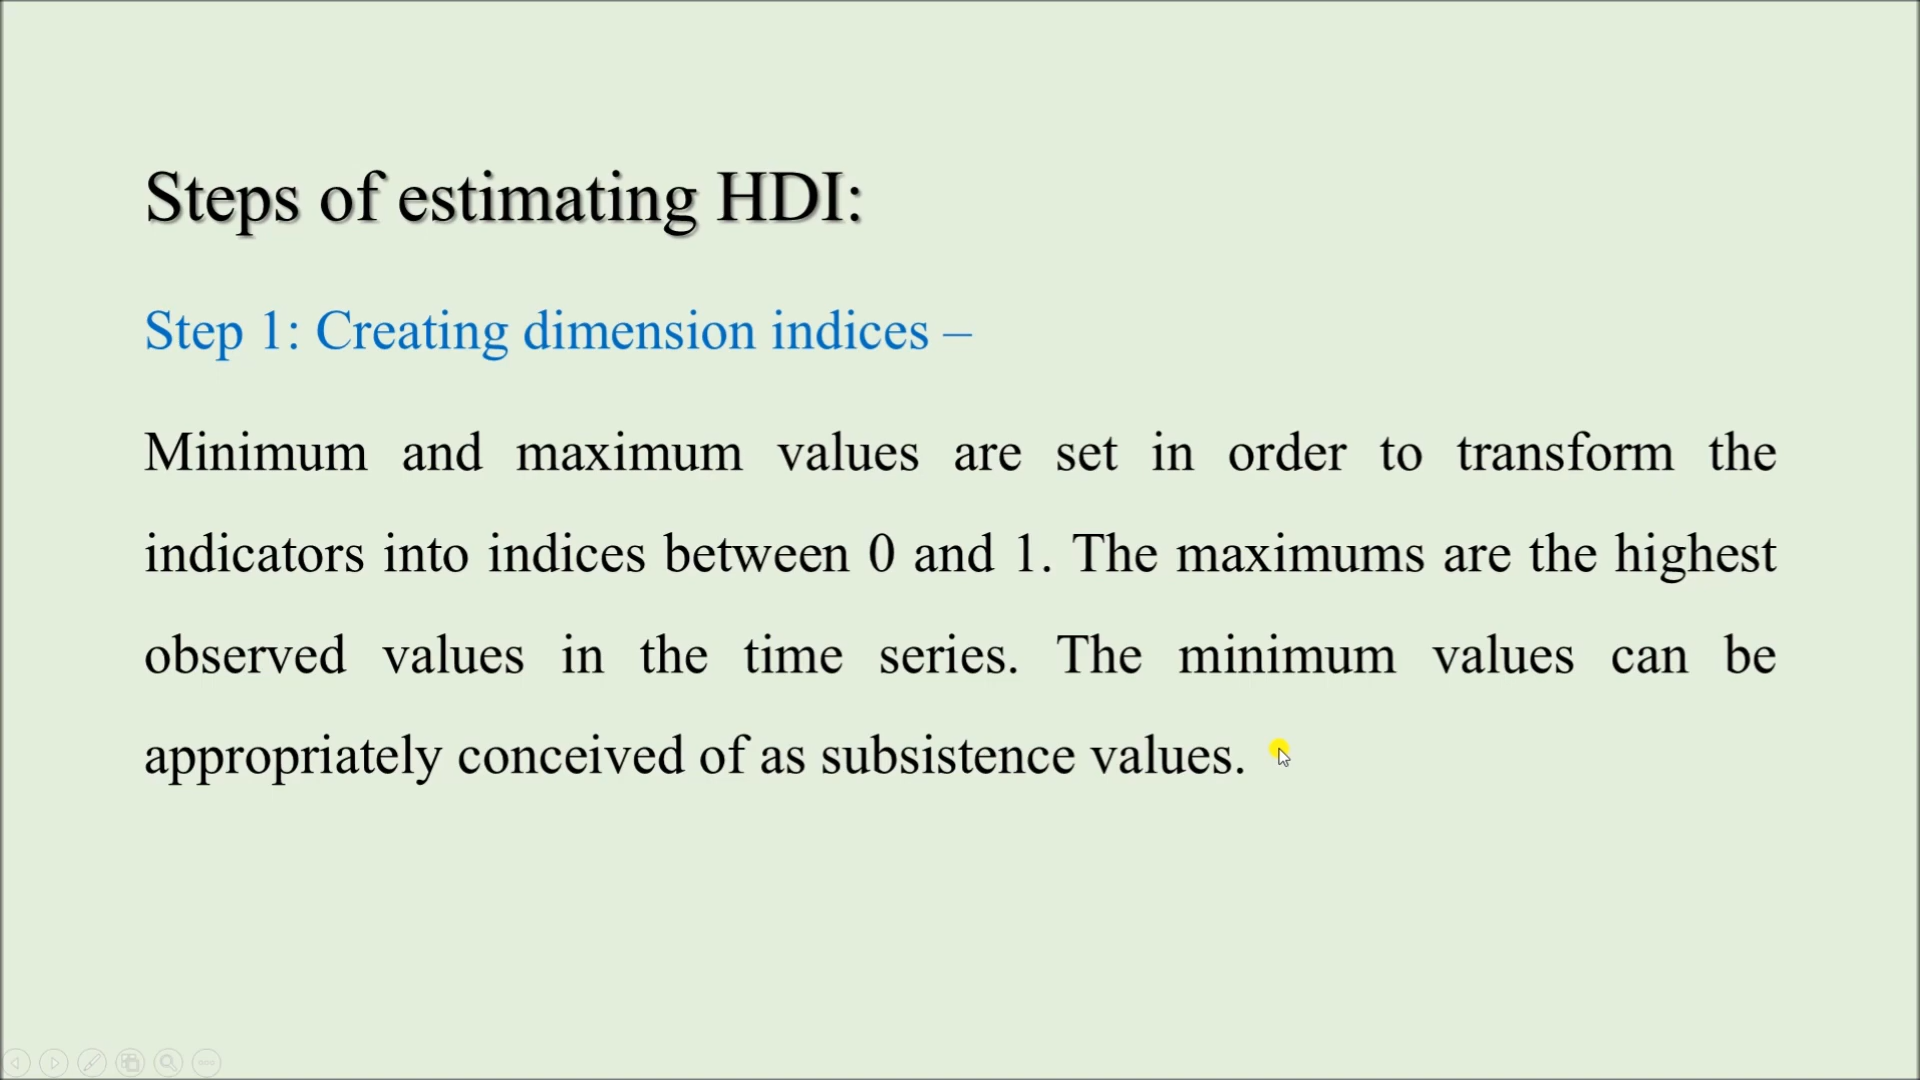 Steps of estimating HDI:
Step 1: Creating dimension indices –
Minimum and maximum values are set in order to transform the
indicators into indices between 0 and 1. The maximums are the highest
observed values in the time series. The minimum values can be
appropriately conceived of as subsistence values.